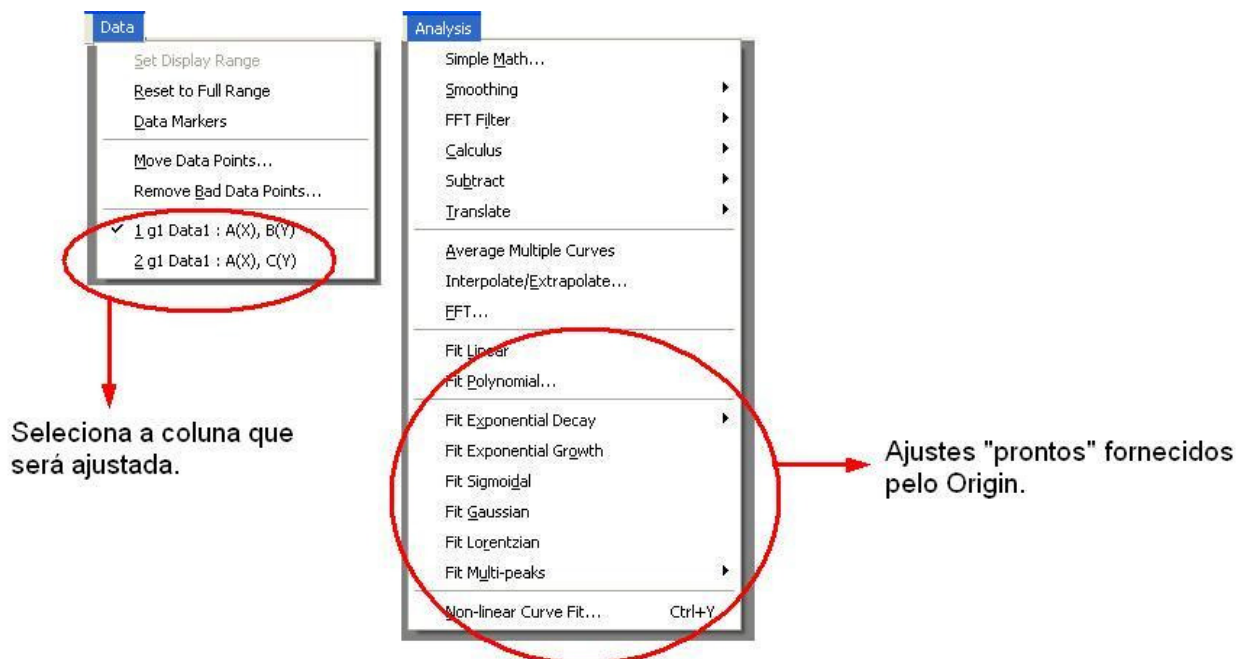 Data
Set Display Range
Reset to Full Range
Data Markers
Move Data Points...
Remove Bad Data Points...
✓ 1 g1 Data1 : A(X), B(Y)
2 g1 Data1 : A(X), C(Y)
Seleciona a coluna que
será ajustada.
Analysis
Simple Math...
Smoothing
FFT Filter
Calculus
Subtract
Translate
Average Multiple Curves
Interpolate/Extrapolate...
FFT...
Fit Linear
Fit Polynomial...
Fit Exponential Decay
Fit Exponential Growth
Fit Sigmoidal
Fit Gaussian
Fit Lorentzian
Fit Multi-peaks
Non-linear Curve Fit... Ctrl+Y
Ajustes "prontos" fornecidos
pelo Origin.